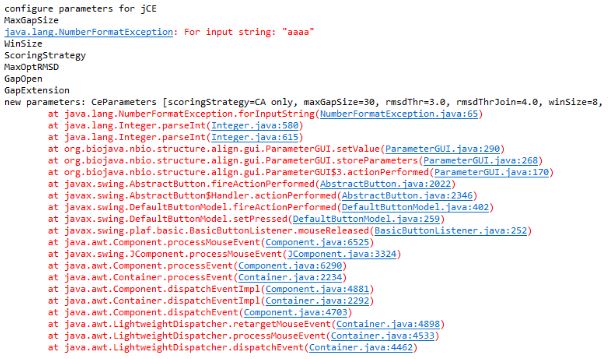 configure parameters for jCE
MaxGapSize
java.lang.NumberFormatException: For input string: "aaaa"
WinSize
ScoringStrategy
MaxOptRMSD
GapOpen
GapExtension
new parameters: CeParameters [scoringStrategy=CA only, maxGapSize=30, rmsdThr=3.0, rmsdThrJoin=4.0, winSize=8,
at java.lang.NumberFormatException.forInputString(NumberFormatException.java:65)
at java.lang.Integer.parseInt(Integer.java:580)
at java.lang.Integer.parseInt(Integer.java:615)
at org.biojava.nbio.structure.align.gui.ParameterGUI.setValue(ParameterGUI.java:290)
at org.biojava.nbio.structure.align.gui.ParameterGUI.storeParameters(ParameterGUI.java:268)
at org.biojava.nbio.structure.align.gui.ParameterGUI$3.actionPerformed(ParameterGUI.java:170)
at javax.swing.AbstractButton.fireActionPerformed(AbstractButton.java:2022)
at javax.swing.AbstractButton$Handler.actionPerformed(AbstractButton.java:2346)
at javax.swing.DefaultButtonModel.fireActionPerformed(DefaultButtonModel.java:402)
at javax.swing.DefaultButtonModel.setPressed(DefaultButtonModel.java:259)
at javax.swing.plaf.basic.BasicButtonListener.mouseReleased(BasicButtonListener.java:252)
at java.awt.Component.processMouseEvent(Component.java:6525)
at javax.swing.JComponent.processMouseEvent(JComponent.java:3324)
at java.awt.Component.processEvent(Component.java:6290)
at java.awt.Container.processEvent(Container.java:2234)
at java.awt.Component.dispatchEventImpl(Component.java:4881)
at java.awt.Container.dispatchEventImpl(Container.java:2292)
at java.awt.Component.dispatchEvent(Component.java:4703)
at java.awt.LightweightDispatcher.retargetMouseEvent(Container.java:4898)
at java.awt.LightweightDispatcher.processMouseEvent(Container.java:4533)
at java.awt.LightweightDispatcher.dispatchEvent(Container.java:4462)